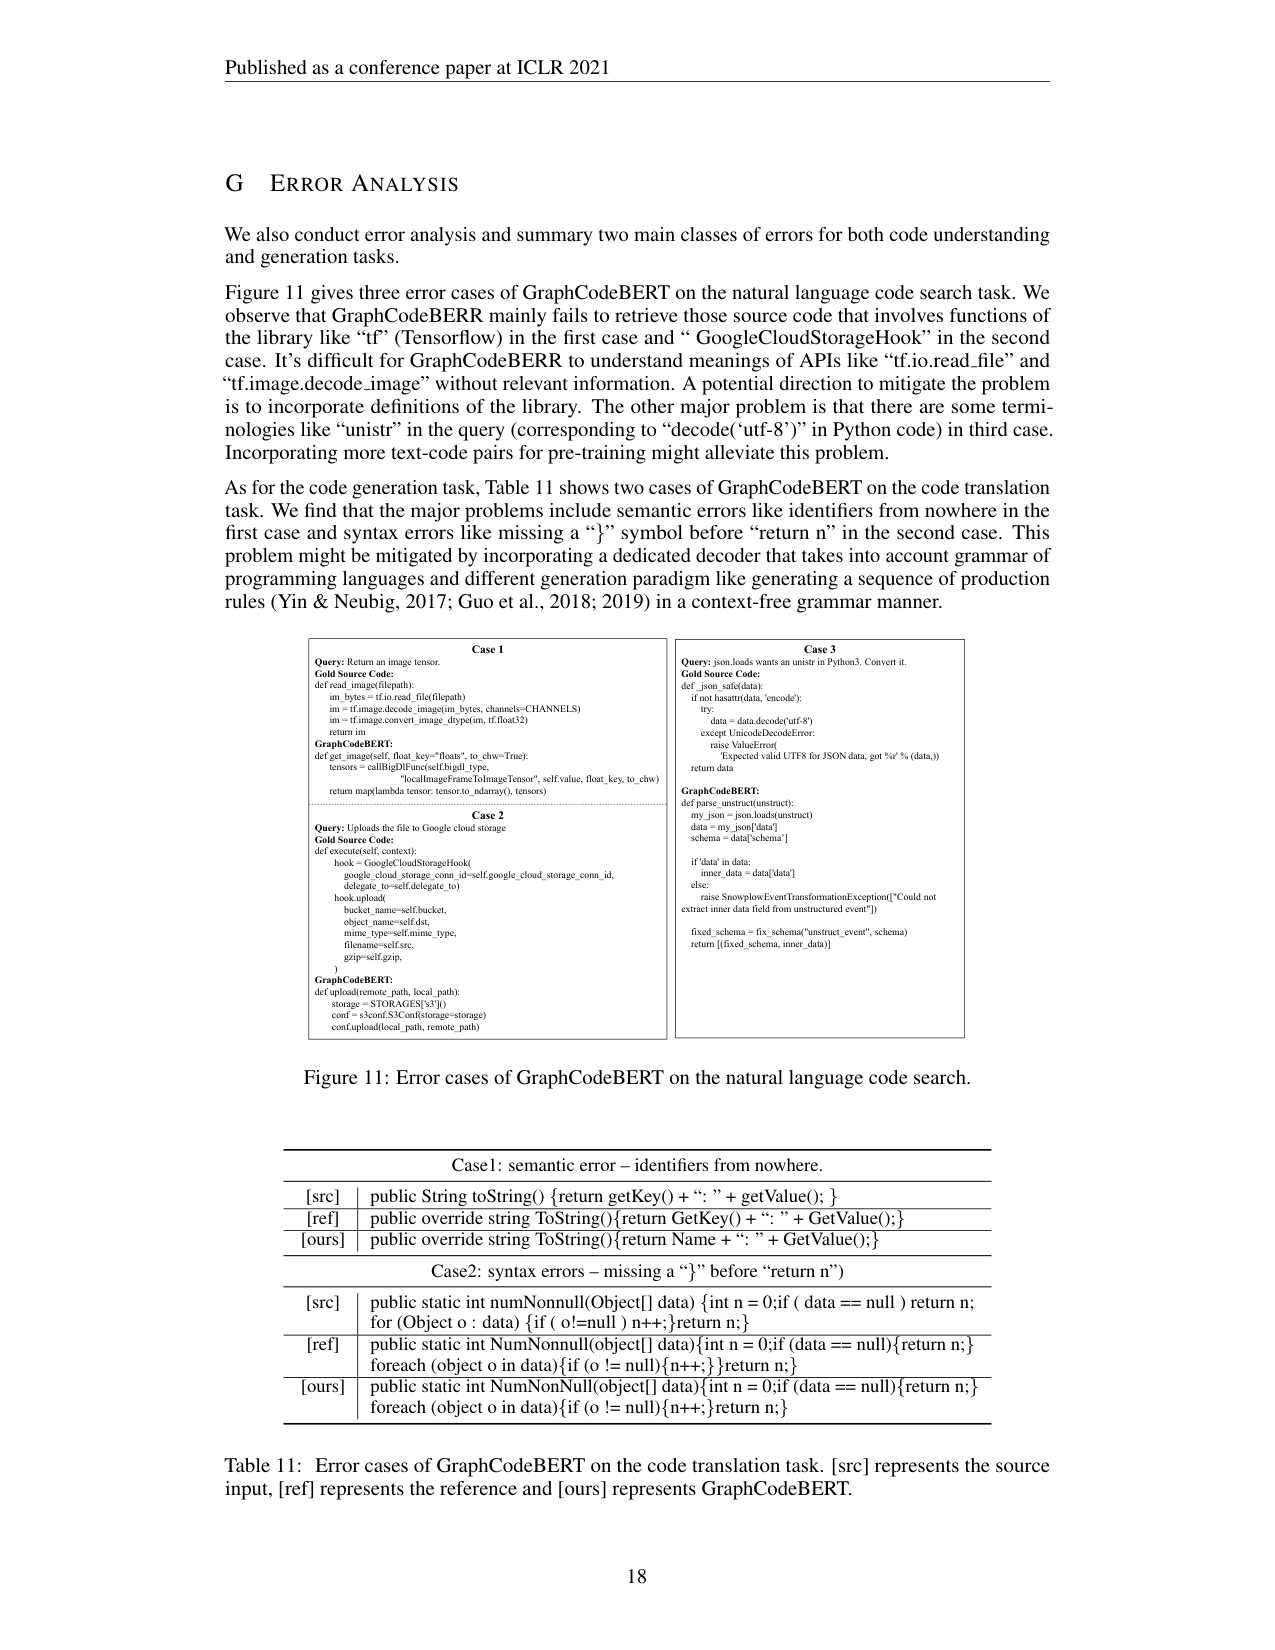 Published as a conference paper at ICLR 2021
G ERROR ANALYSIS
We also conduct error analysis and summary two main classes of errors for both code understanding
and generation tasks.
Figure 11 gives three error cases of GraphCodeBERT on the natural language code search task. We
observe that GraphCodeBERR mainly fails to retrieve those source code that involves functions of
the library like “tf” (Tensorflow) in the first case and “ GoogleCloudStorageHook” in the second
case. It’s difficult for GraphCodeBERR to understand meanings of APIs like “tf.io.read_file” and
“tf.image.decode_image” without relevant information. A potential direction to mitigate the problem
is to incorporate definitions of the library. The other major problem is that there are some termi-
nologies like “unistr” in the query (corresponding to “decode(‘utf-8’)” in Python code) in third case.
Incorporating more text-code pairs for pre-training might alleviate this problem.
As for the code generation task, Table 11 shows two cases of GraphCodeBERT on the code translation
task. We find that the major problems include semantic errors like identifiers from nowhere in the
first case and syntax errors like missing a “}” symbol before “return n” in the second case. This
problem might be mitigated by incorporating a dedicated decoder that takes into account grammar of
programming languages and different generation paradigm like generating a sequence of production
rules (Yin & Neubig, 2017; Guo et al., 2018; 2019) in a context-free grammar manner.
Case 1
Query: Return an image tensor.
Gold Source Code:
def read_image(filepath):
im_bytes = tf.io.read_file(filepath)
im = tf.image.decode_image(im_bytes, channels=CHANNELS)
im = tf.image.convert_image_dtype(im, tf.float32)
return im
GraphCodeBERT:
def get_image(self, float_key="floats", to_chw=True):
tensors = callBigDlFunc(self.bigdl_type,
"localImageFrameToImageTensor", self.value, float_key, to_chw)
return map(lambda tensor: tensor.to_ndarray(), tensors)
Case 2
Query: Uploads the file to Google cloud storage
Gold Source Code:
def execute(self, context):
hook = GoogleCloudStorageHook(
google_cloud_storage_conn_id=self.google_cloud_storage_conn_id,
delegate_to=self.delegate_to)
hook.upload(
bucket_name=self.bucket,
object_name=self.dst,
mime_type=self.mime_type,
filename=self.src,
gzip=self.gzip,
)
GraphCodeBERT:
def upload(remote_path, local_path):
storage = STORAGES['s3']()
conf = s3conf.S3Conf(storage=storage)
conf.upload(local_path, remote_path)
Case 3
Query: json.loads wants an unistr in Python3. Convert it.
Gold Source Code:
def _json_safe(data):
if not hasattr(data, 'encode'):
try:
data = data.decode('utf-8')
except UnicodeDecodeError:
raise ValueError(
'Expected valid UTF8 for JSON data, got %r' % (data,))
return data
GraphCodeBERT:
def parse_unstruct(unstruct):
my_json = json.loads(unstruct)
data = my_json['data']
schema = data['schema']
if 'data' in data:
inner_data = data['data']
else:
raise SnowplowEventTransformationException(["Could not
extract inner data field from unstructured event"])
fixed_schema = fix_schema("unstruct_event", schema)
return [(fixed_schema, inner_data)]
Figure 11: Error cases of GraphCodeBERT on the natural language code search.
Case1: semantic error – identifiers from nowhere.
[src] public String toString() {return getKey() + “: ” + getValue(); }
[ref] public override string ToString(){return GetKey() + “: ” + GetValue();}
[ours] public override string ToString(){return Name + “: ” + GetValue();}
Case2: syntax errors – missing a “}” before “return n”)
[src] public static int numNonnull(Object[] data) {int n = 0;if ( data == null ) return n;
for (Object o : data) {if ( o!=null ) n++;}return n;}
[ref] public static int NumNonnull(object[] data){int n = 0;if (data == null){return n;}
foreach (object o in data){if (o != null){n++;}}return n;}
[ours] public static int NumNonNull(object[] data){int n = 0;if (data == null){return n;}
foreach (object o in data){if (o != null){n++;}return n;}
Table 11: Error cases of GraphCodeBERT on the code translation task. [src] represents the source
input, [ref] represents the reference and [ours] represents GraphCodeBERT.
18